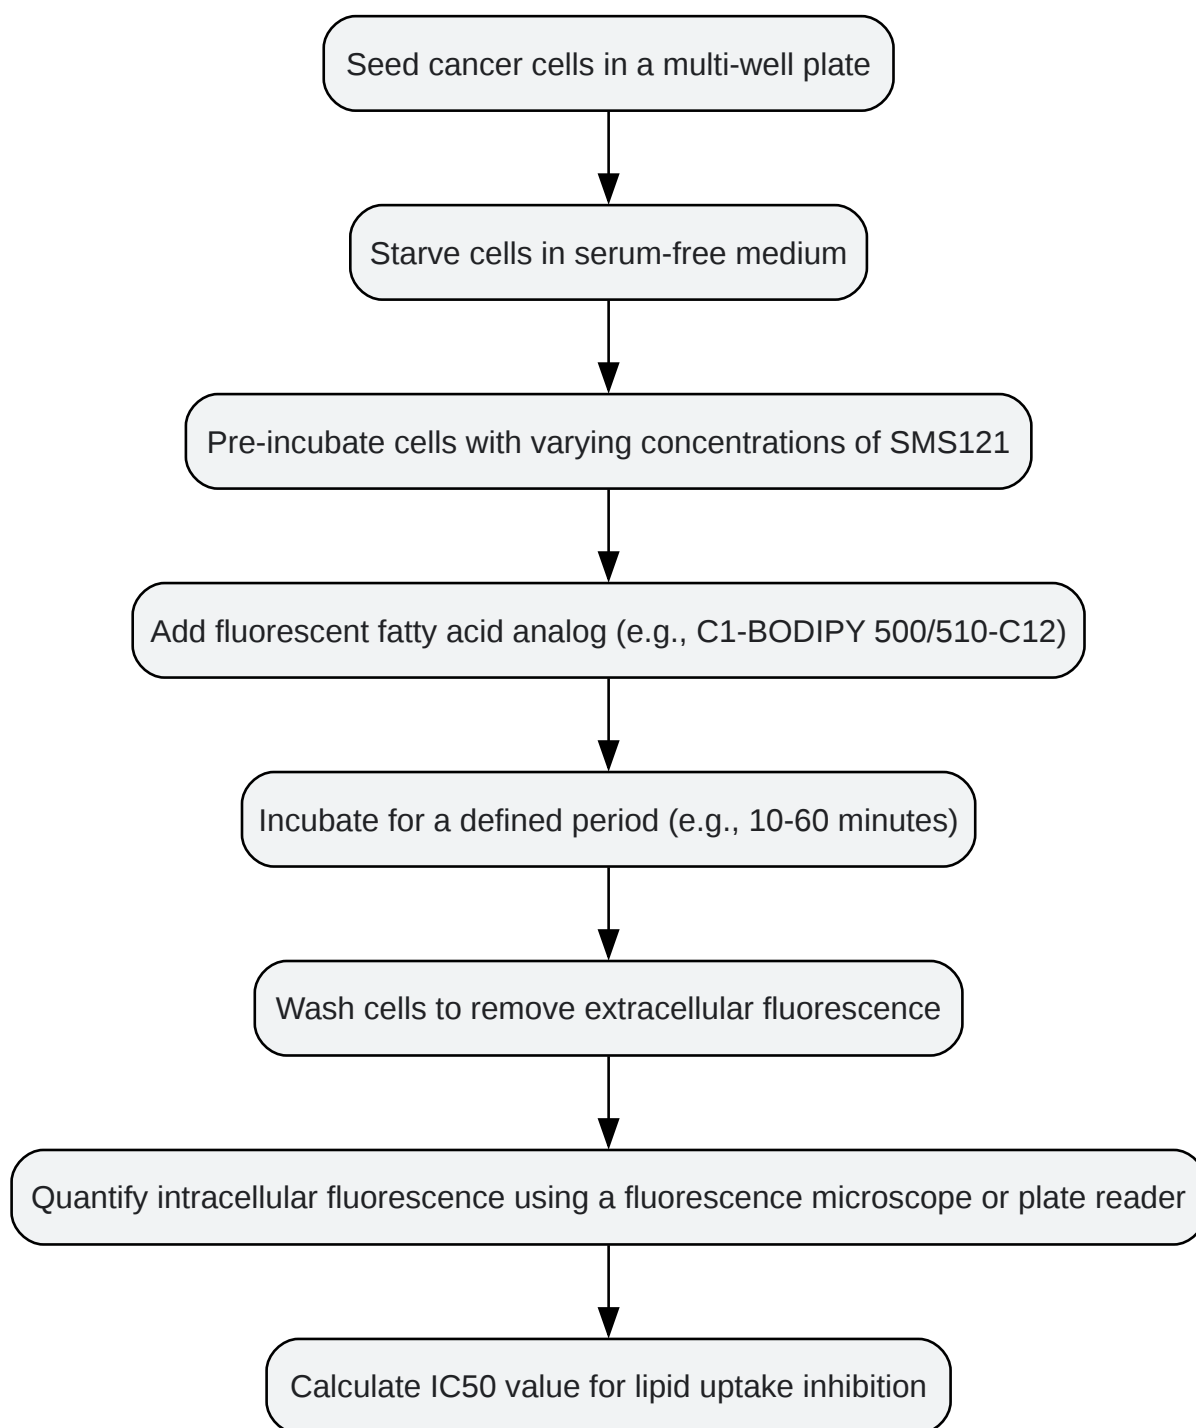 Seed cancer cells in a multi-well plate
Starve cells in serum-free medium
Pre-incubate cells with varying concentrations of SMS121
Add fluorescent fatty acid analog (e.g., C1-BODIPY 500/510-C12)
Incubate for a defined period (e.g., 10-60 minutes)
Wash cells to remove extracellular fluorescence
Quantify intracellular fluorescence using a fluorescence microscope or plate reader
Calculate IC50 value for lipid uptake inhibition